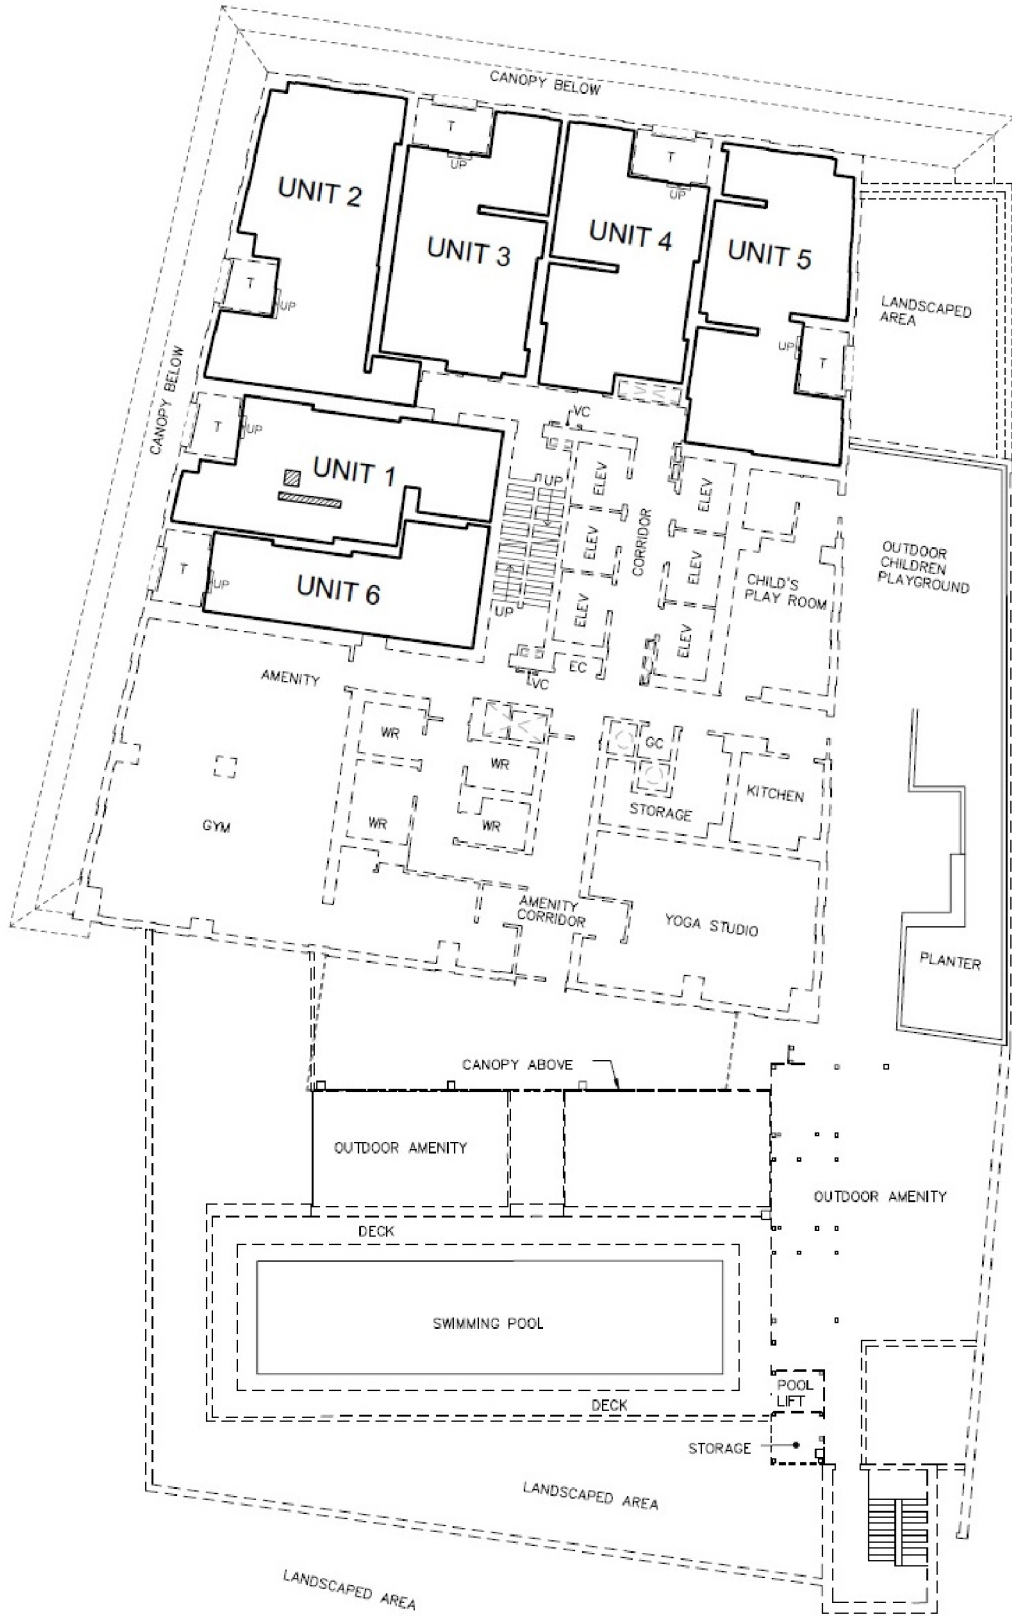 CANOPY BELOW
T
UP
UNIT 2
UNIT 3
T
UP
UNIT 4
UNIT 5
T
UP
LANDSCAPED
AREA
UP
T
CANOPY BELOW
T
UP
VC
UNIT 1
UP
ELEV
ELEV
CORRIDOR
ELEV
ELEV
OUTDOOR
CHILDREN
PLAYGROUND
T
UP
UNIT 6
UP
ELEV
ELEV
CHILD'S
PLAY ROOM
EC
VC
AMENITY
WR
WR
GC
GYM
WR
WR
STORAGE
KITCHEN
AMENITY
CORRIDOR
YOGA STUDIO
PLANTER
CANOPY ABOVE
OUTDOOR AMENITY
OUTDOOR AMENITY
DECK
SWIMMING POOL
POOL
LIFT
DECK
STORAGE
LANDSCAPED AREA
LANDSCAPED AREA